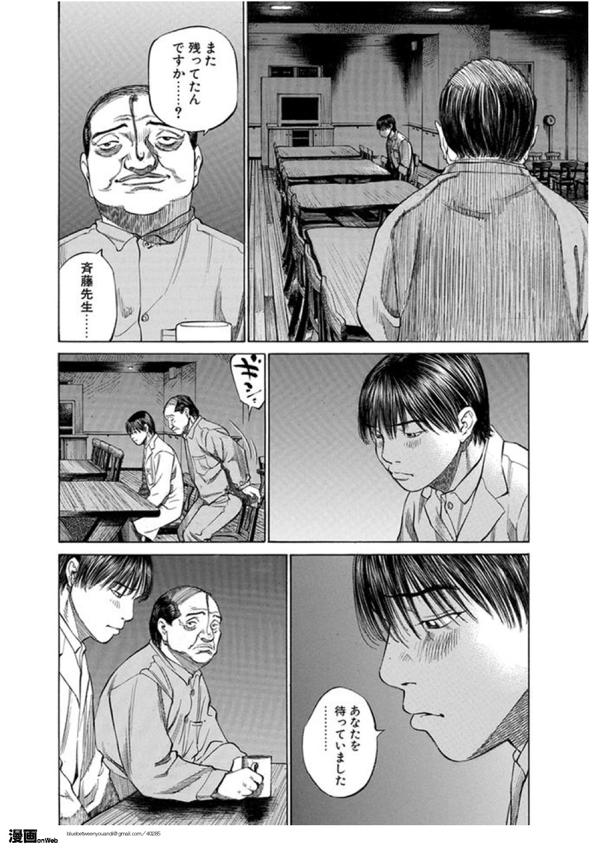 また
残ってたん
ですか……？
斉藤先生
……
ギシッ
あなたを
待っていました
………
漫画onWeb
bluebetweenyouandi@gmail.com/40285